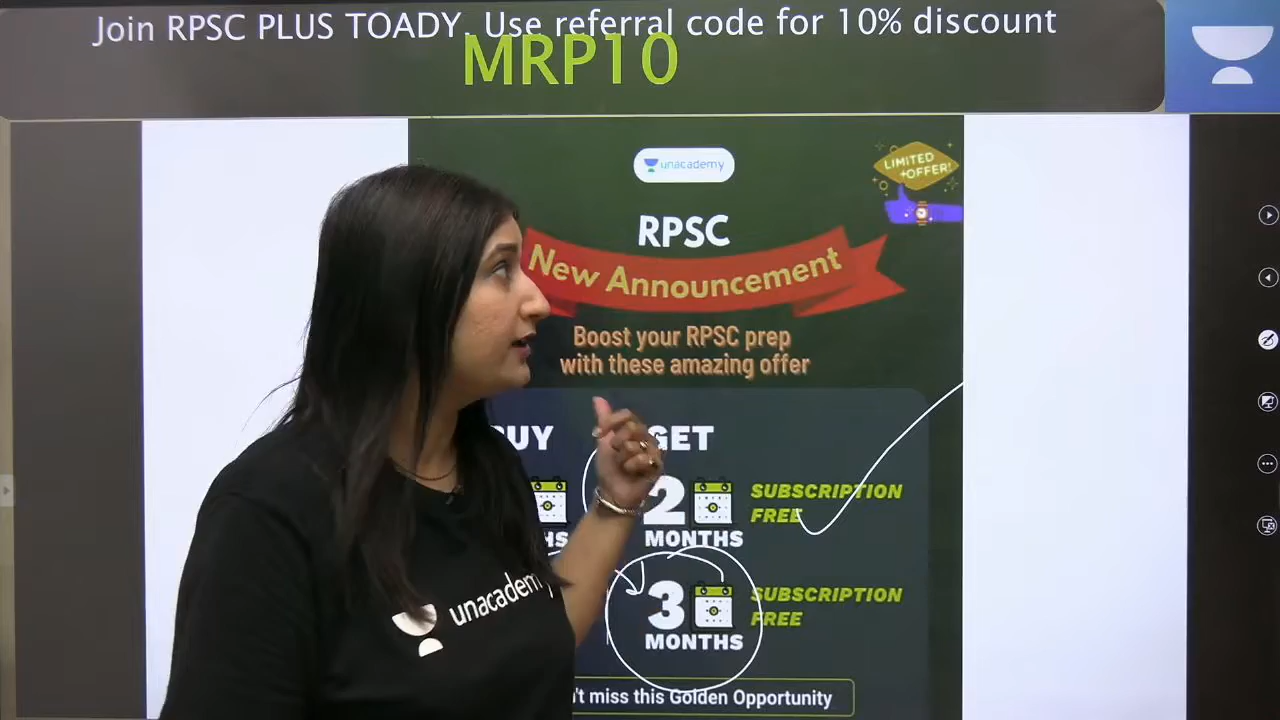 Join RPSC PLUS TOADY. Use referral code for 10% discount
MRP10
unacademy
LIMITED
+OFFER!
RPSC
New Announcement
Boost your RPSC prep
with these amazing offer
GET
2
SUBSCRIPTION
FREE
MONTHS
3
SUBSCRIPTION
FREE
MONTHS
unacademy
miss this Golden Opportunity